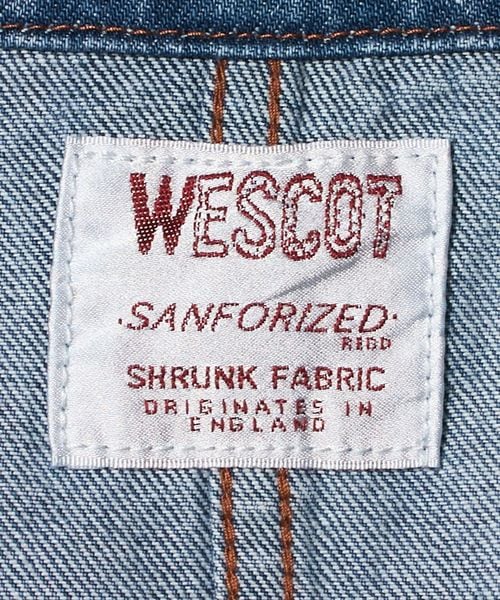 WESCOT
·SANFORIZED·
REGD
SHRUNK FABRIC
ORIGINATES IN
ENGLAND